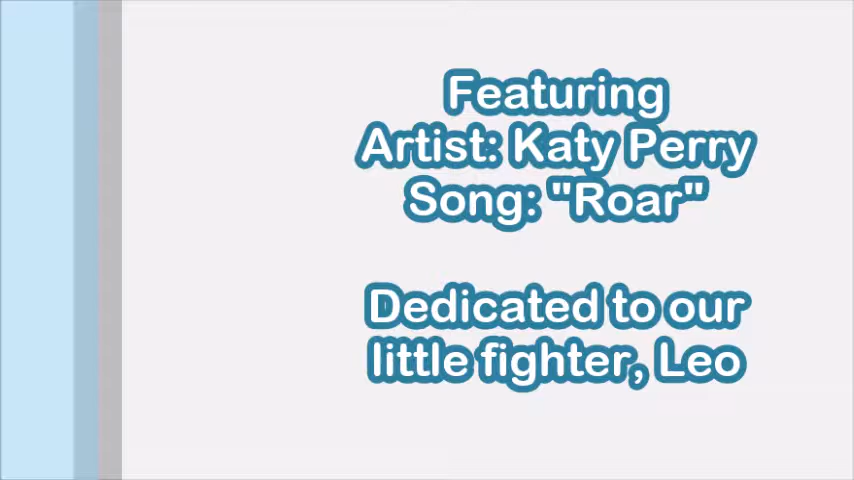 Featuring
Artist: Katy Perry
Song: "Roar"
Dedicated to our
little fighter, Leo